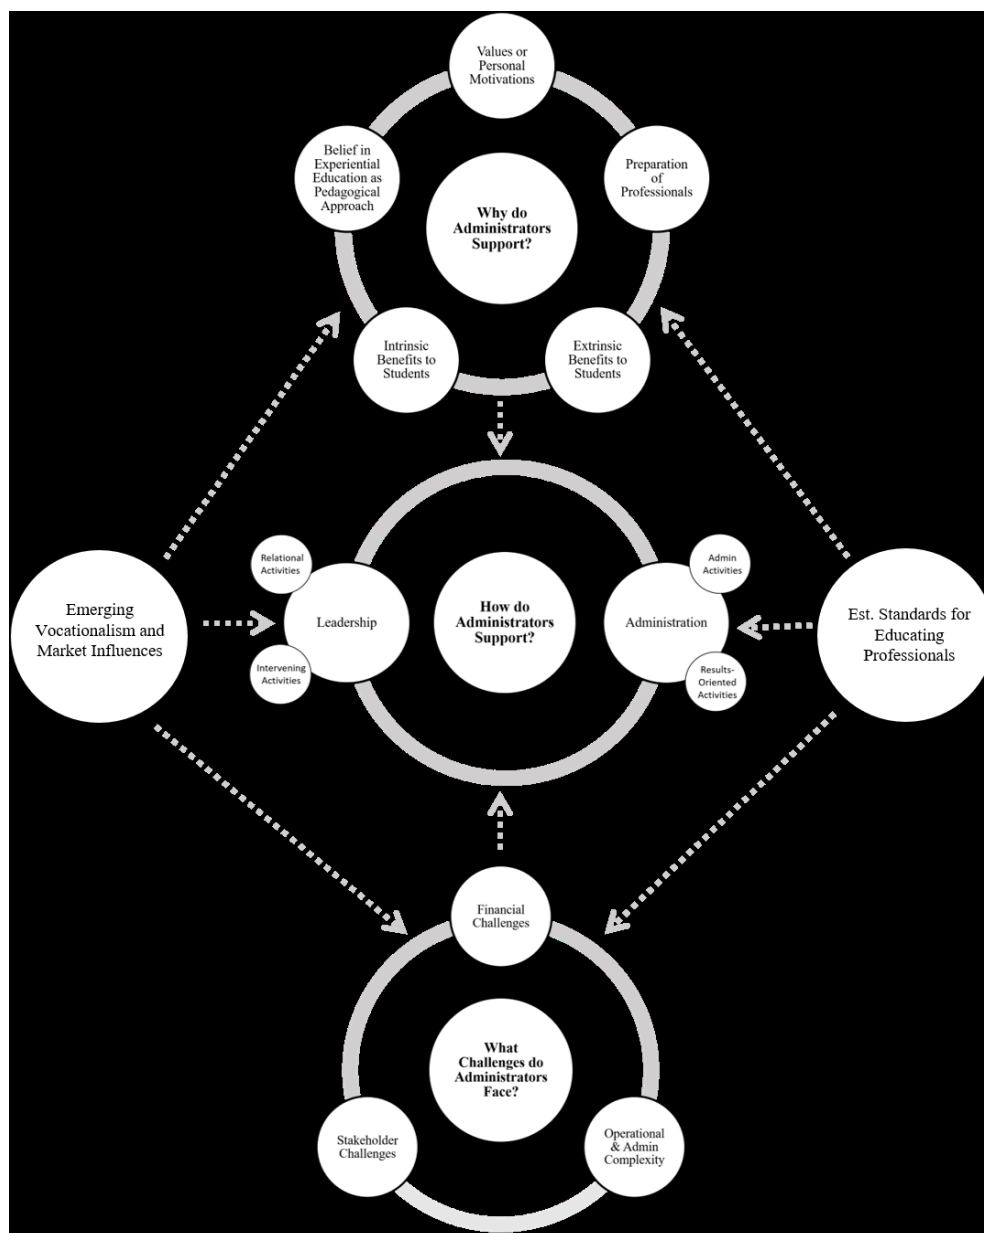 Values or
Personal
Motivations
Belief in
Experiential
Education as
Pedagogical
Approach
Preparation
of
Professionals
Why do
Administrators
Support?
Intrinsic
Benefits to
Students
Extrinsic
Benefits to
Students
Relational
Activities
Admin
Activities
Emerging
Vocationalism and
Market Influences
Leadership
How do
Administrators
Support?
Administration
Est. Standards for
Educating
Professionals
Intervening
Activities
Results-
Oriented
Activities
Financial
Challenges
What
Challenges do
Administrators
Face?
Stakeholder
Challenges
Operational
& Admin
Complexity